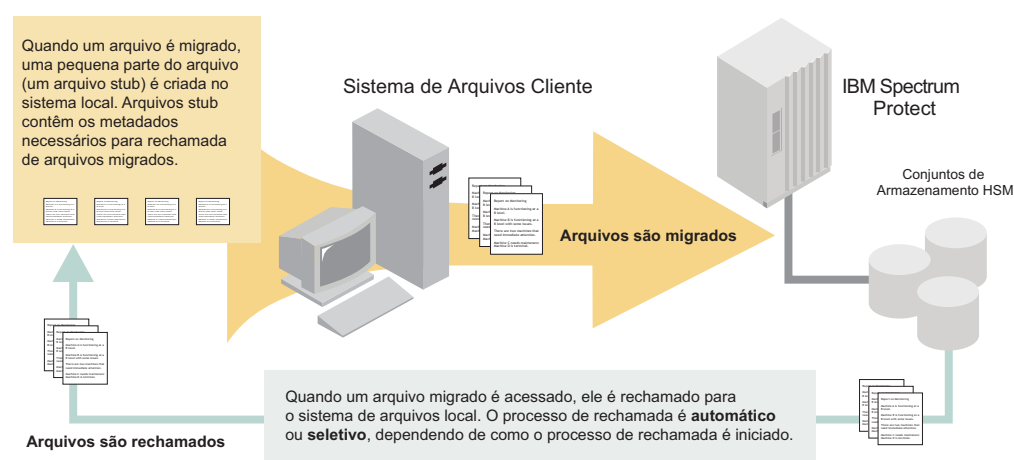 Quando um arquivo é migrado,
uma pequena parte do arquivo
(um arquivo stub) é criada no
sistema local. Arquivos stub
contêm os metadados
necessários para rechamada
de arquivos migrados.
Sistema de Arquivos Cliente
IBM Spectrum
Protect
Conjuntos de
Armazenamento HSM
Arquivos são migrados
Quando um arquivo migrado é acessado, ele é rechamado para
o sistema de arquivos local. O processo de rechamada é automático
ou seletivo, dependendo de como o processo de rechamada é iniciado.
Arquivos são rechamados